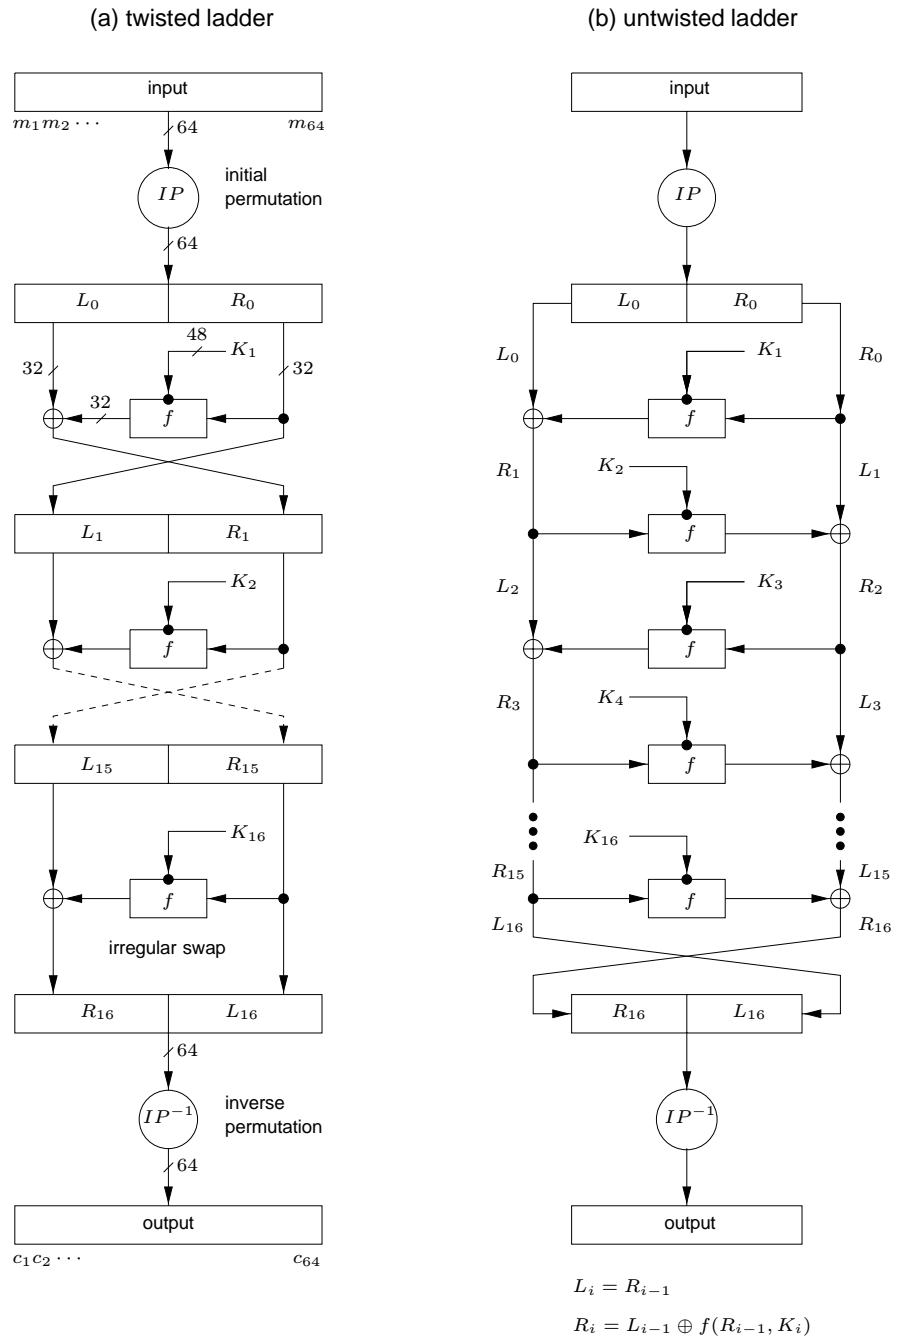 (a) twisted ladder
input
m₁m₂ ··· m₆₄
64
IP
initial
permutation
64
L₀ R₀
48 K₁
32 32
32
f
L₁ R₁
K₂
f
L₁₅ R₁₅
K₁₆
f
irregular swap
R₁₆ L₁₆
64
IP⁻¹
inverse
permutation
64
output
c₁c₂ ··· c₆₄
(b) untwisted ladder
input
IP
L₀ R₀
L₀ K₁ R₀
f
R₁ K₂ L₁
f
L₂ K₃ R₂
f
R₃ K₄ L₃
f
K₁₆
R₁₅ L₁₅
f
L₁₆ R₁₆
R₁₆ L₁₆
IP⁻¹
output
Lᵢ = Rᵢ₋₁
Rᵢ = Lᵢ₋₁ ⊕ f(Rᵢ₋₁, Kᵢ)